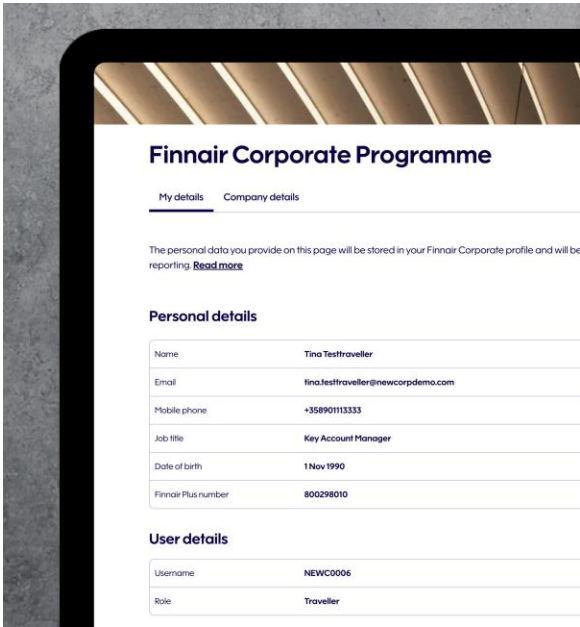 Finnair Corporate Programme
My details Company details
The personal data you provide on this page will be stored in your Finnair Corporate profile and will be
reporting. Read more
Personal details
Name Tina Testtraveller
Email tina.testtraveller@newcorpdemo.com
Mobile phone +358901113333
Job title Key Account Manager
Date of birth 1 Nov 1990
Finnair Plus number 800298010
User details
Username NEWC0006
Role Traveller